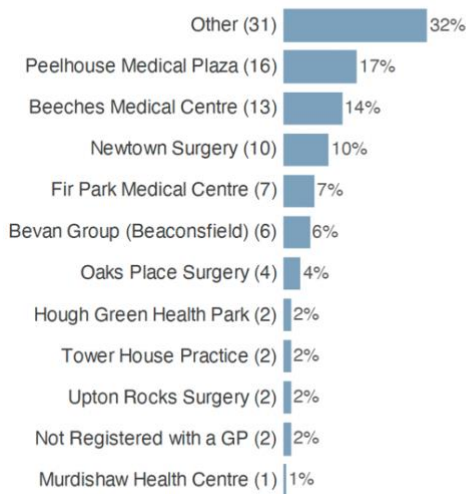 Other (31) 32%
Peelhouse Medical Plaza (16) 17%
Beeches Medical Centre (13) 14%
Newtown Surgery (10) 10%
Fir Park Medical Centre (7) 7%
Bevan Group (Beaconsfield) (6) 6%
Oaks Place Surgery (4) 4%
Hough Green Health Park (2) 2%
Tower House Practice (2) 2%
Upton Rocks Surgery (2) 2%
Not Registered with a GP (2) 2%
Murdishaw Health Centre (1) 1%